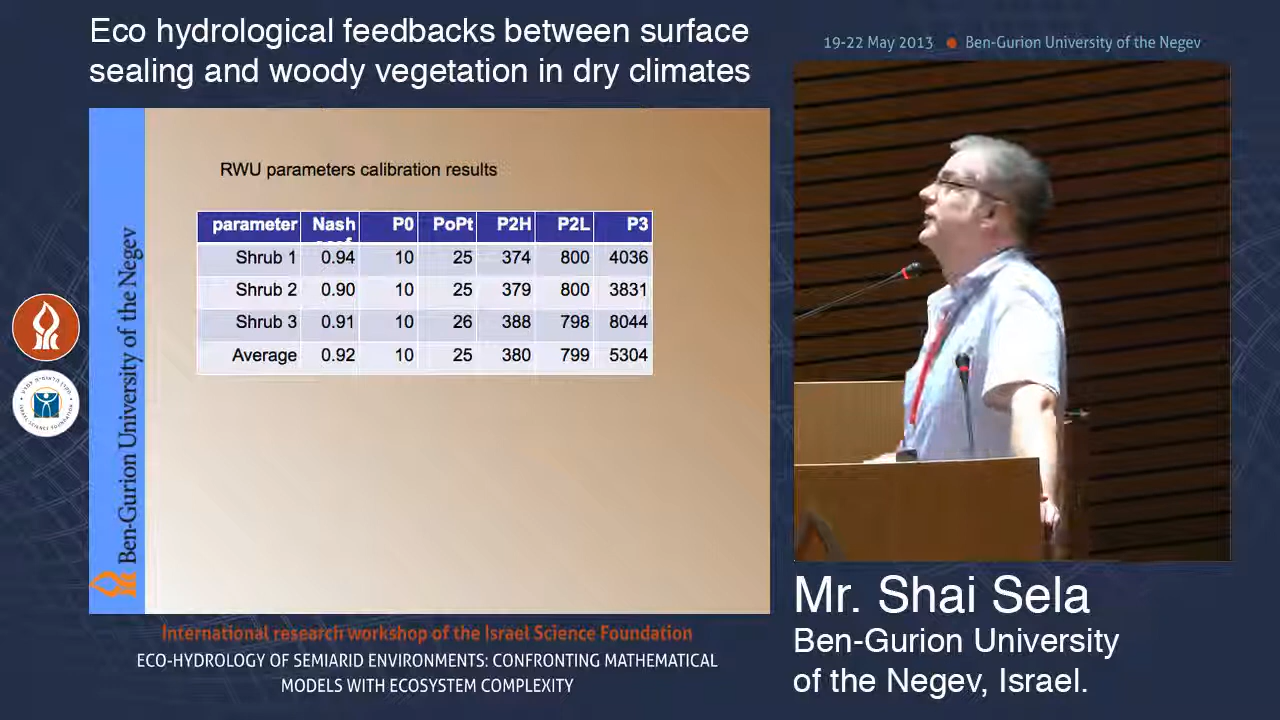 Eco hydrological feedbacks between surface
sealing and woody vegetation in dry climates
19-22 May 2013 ● Ben-Gurion University of the Negev
Ben-Gurion University of the Negev
RWU parameters calibration results
parameter Nash P0 PoPt P2H P2L P3
Shrub 1 0.94 10 25 374 800 4036
Shrub 2 0.90 10 25 379 800 3831
Shrub 3 0.91 10 26 388 798 8044
Average 0.92 10 25 380 799 5304
International research workshop of the Israel Science Foundation
ECO-HYDROLOGY OF SEMIARID ENVIRONMENTS: CONFRONTING MATHEMATICAL
MODELS WITH ECOSYSTEM COMPLEXITY
Mr. Shai Sela
Ben-Gurion University
of the Negev, Israel.